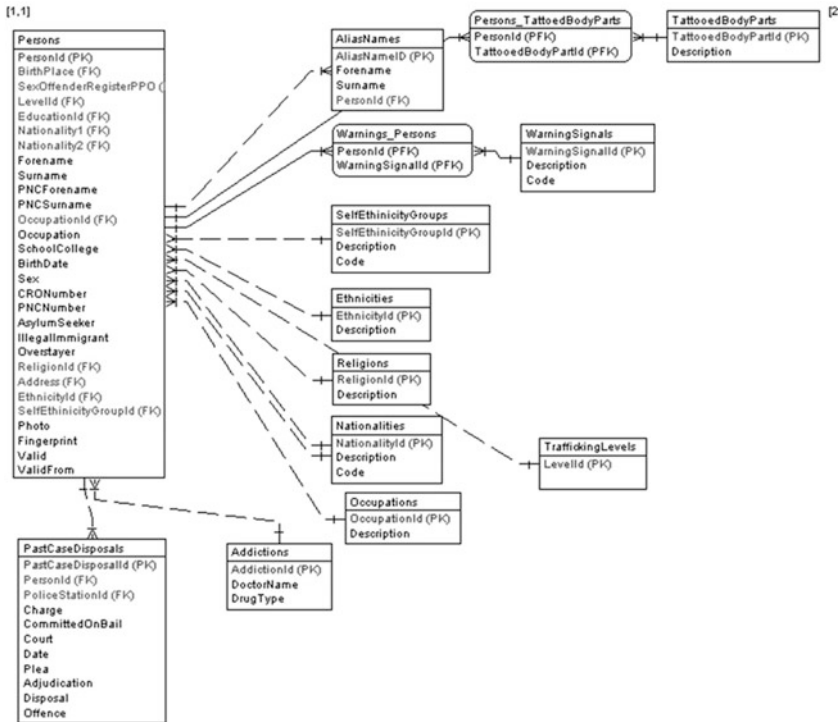 [1,1]
[2
Persons
PersonId (PK)
BirthPlace (FK)
SexOffenderRegisterPPO (
LevelId (FK)
EducationId (FK)
Nationality1 (FK)
Nationality2 (FK)
Forename
Surname
PNCForename
PNCSurname
OccupationId (FK)
Occupation
SchoolCollege
BirthDate
Sex
CRONumber
PNCNumber
AsylumSeeker
IllegalImmigrant
Overstayer
ReligionId (FK)
Address (FK)
EthnicityId (FK)
SelfEthinicityGroupId (FK)
Photo
Fingerprint
Valid
ValidFrom
AliasNames
AliasNameID (PK)
Forename
Surname
PersonId (FK)
Persons_TattoedBodyParts
PersonId (PFK)
TattooedBodyPartId (PFK)
TattooedBodyParts
TattooedBodyPartId (PK)
Description
Warnings_Persons
PersonId (PFK)
WarningSignalId (PFK)
WarningSignals
WarningSignalId (PK)
Description
Code
SelfEthinicityGroups
SelfEthinicityGroupId (PK)
Description
Code
Ethnicities
EthnicityId (PK)
Description
Religions
ReligionId (PK)
Description
Nationalities
NationalityId (PK)
Description
Code
TraffickingLevels
LevelId (PK)
Occupations
OccupationId (PK)
Description
PastCaseDisposals
PastCaseDisposalId (PK)
PersonId (FK)
PoliceStationId (FK)
Charge
CommittedOnBail
Court
Date
Plea
Adjudication
Disposal
Offence
Addictions
AddictionId (PK)
DoctorName
DrugType